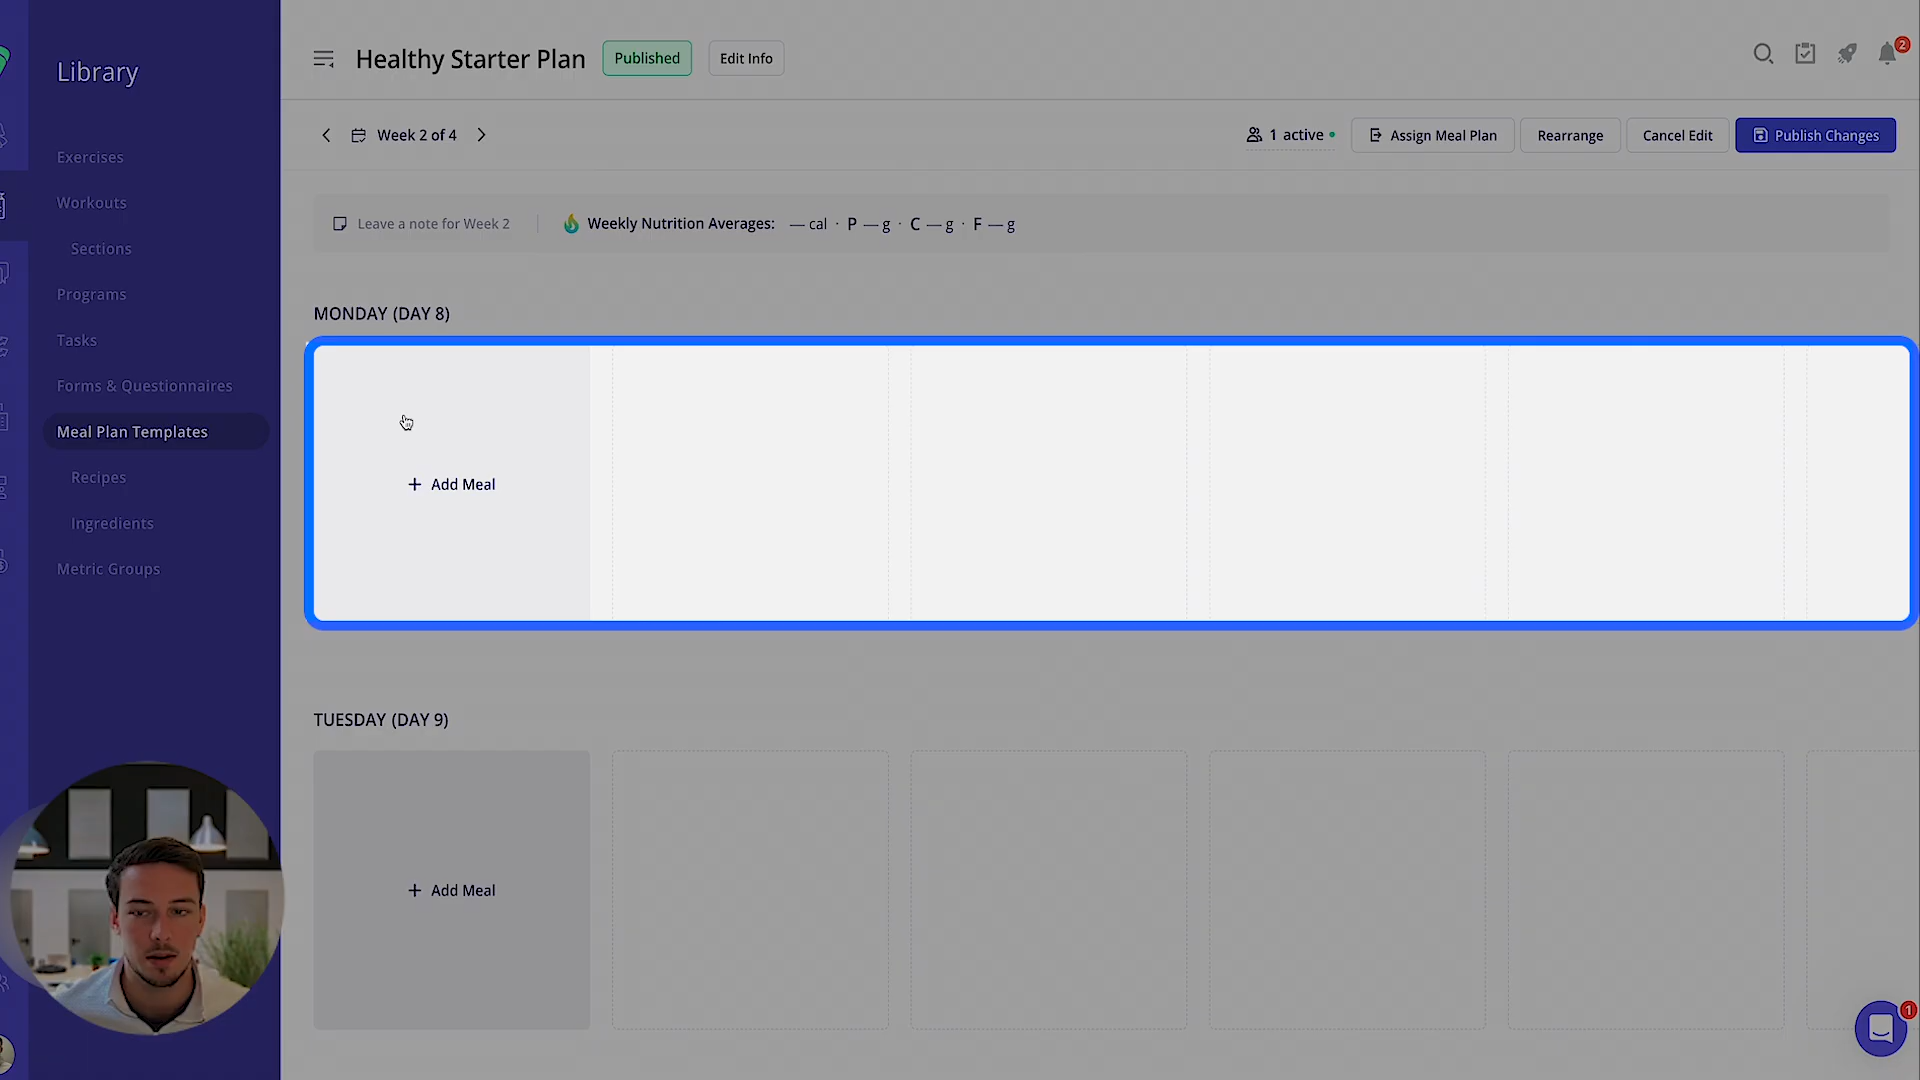 Library
Exercises
Workouts
Sections
Programs
Tasks
Forms & Questionnaires
Meal Plan Templates
Recipes
Ingredients
Metric Groups
Healthy Starter Plan
Published
Edit Info
2
Week 2 of 4
1 active
Assign Meal Plan
Rearrange
Cancel Edit
Publish Changes
Leave a note for Week 2
Weekly Nutrition Averages: — cal · P — g · C — g · F — g
MONDAY (DAY 8)
+ Add Meal
TUESDAY (DAY 9)
+ Add Meal
1